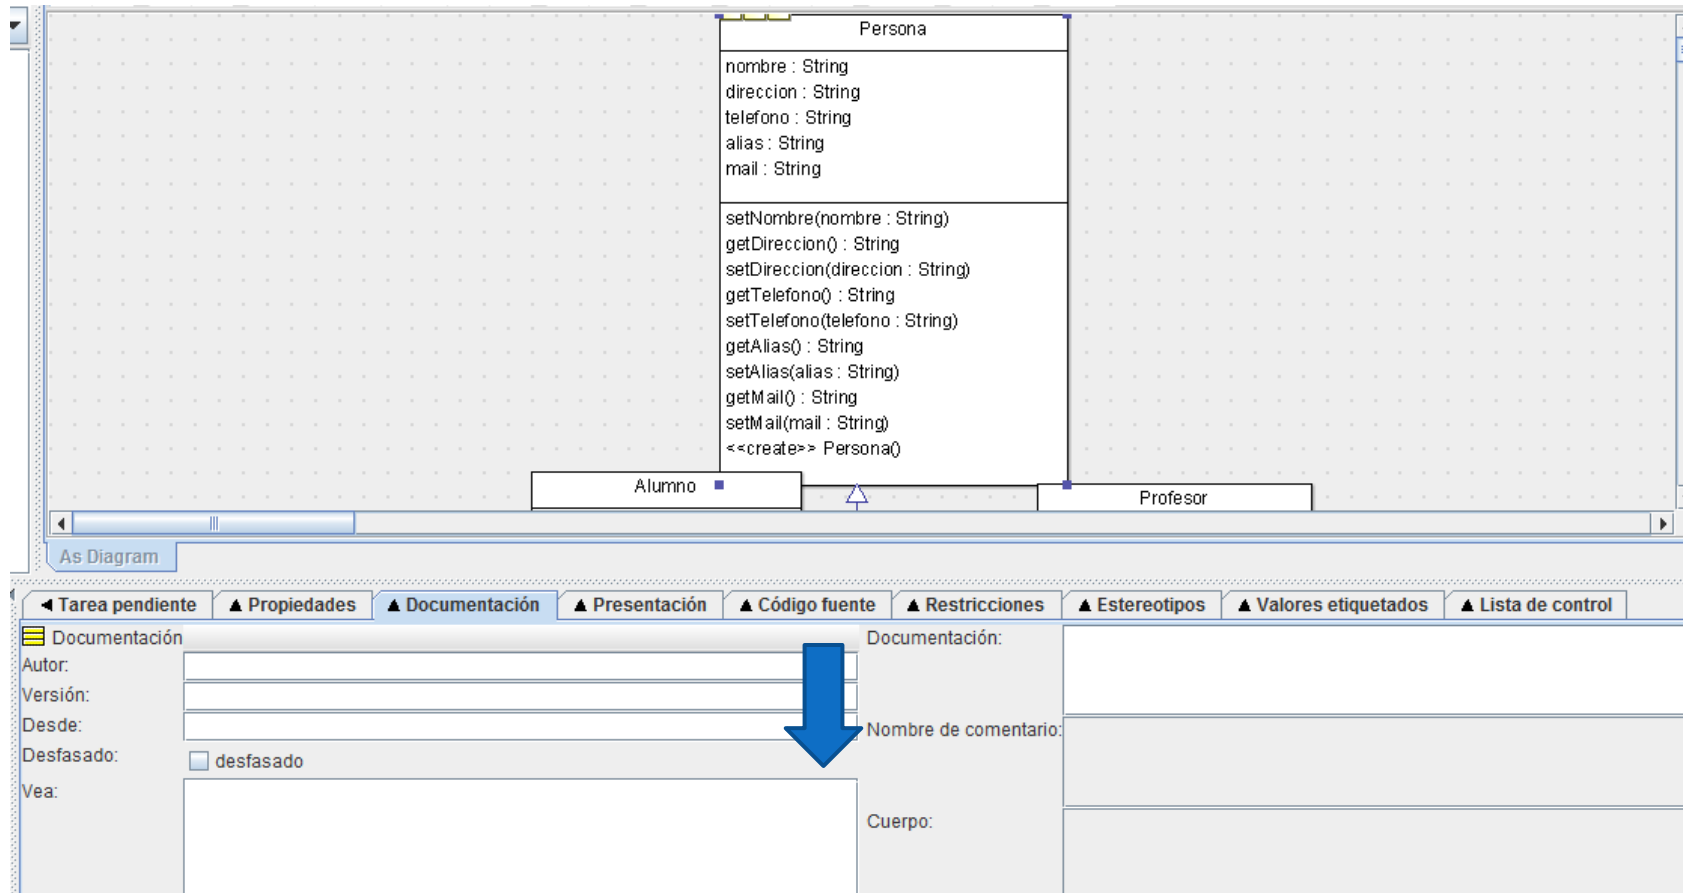 Persona
nombre : String
direccion : String
telefono : String
alias : String
mail : String
setNombre(nombre : String)
getDireccion() : String
setDireccion(direccion : String)
getTelefono() : String
setTelefono(telefono : String)
getAlias() : String
setAlias(alias : String)
getMail() : String
setMail(mail : String)
<<create>> Persona()
Alumno
Profesor
As Diagram
Tarea pendiente
Propiedades
Documentación
Presentación
Código fuente
Restricciones
Estereotipos
Valores etiquetados
Lista de control
Documentación
Autor:
Versión:
Desde:
Desfasado:
desfasado
Vea:
Documentación:
Nombre de comentario:
Cuerpo: